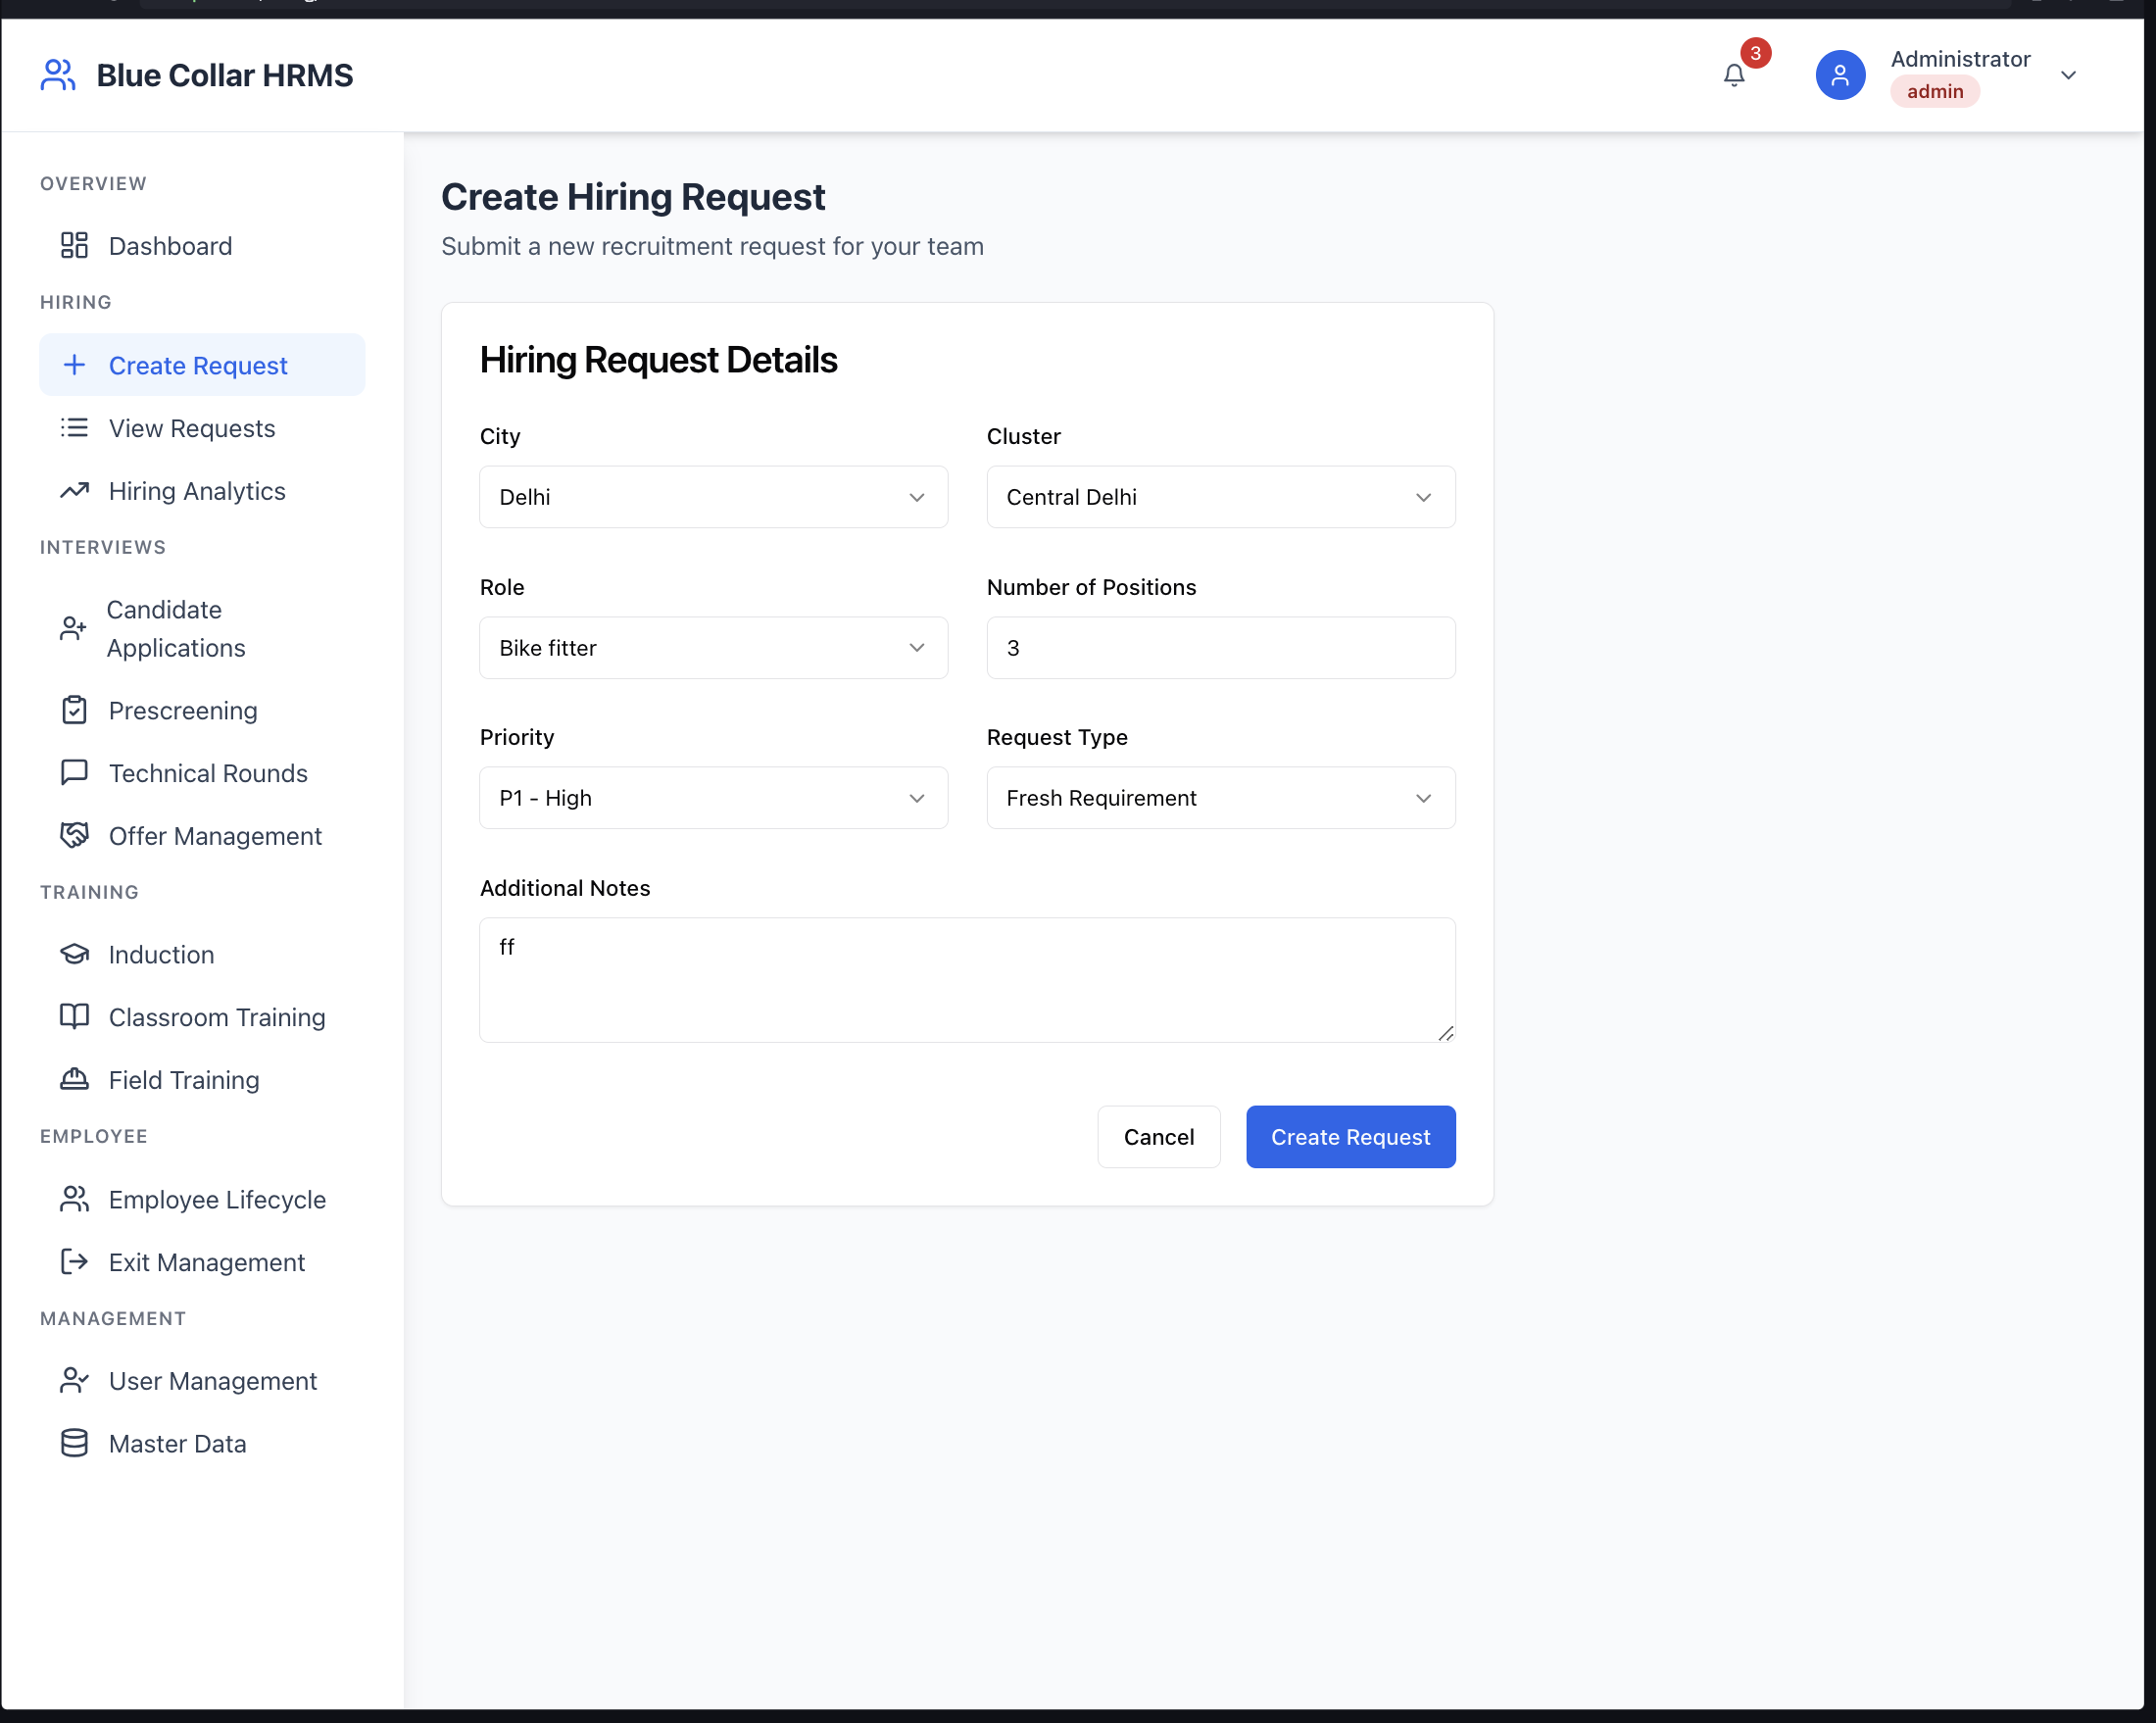 Blue Collar HRMS
3
Administrator
admin
OVERVIEW
Dashboard
HIRING
Create Request
View Requests
Hiring Analytics
INTERVIEWS
Candidate
Applications
Prescreening
Technical Rounds
Offer Management
TRAINING
Induction
Classroom Training
Field Training
EMPLOYEE
Employee Lifecycle
Exit Management
MANAGEMENT
User Management
Master Data
Create Hiring Request
Submit a new recruitment request for your team
Hiring Request Details
City
Delhi
Cluster
Central Delhi
Role
Bike fitter
Number of Positions
3
Priority
P1 - High
Request Type
Fresh Requirement
Additional Notes
ff
Cancel
Create Request